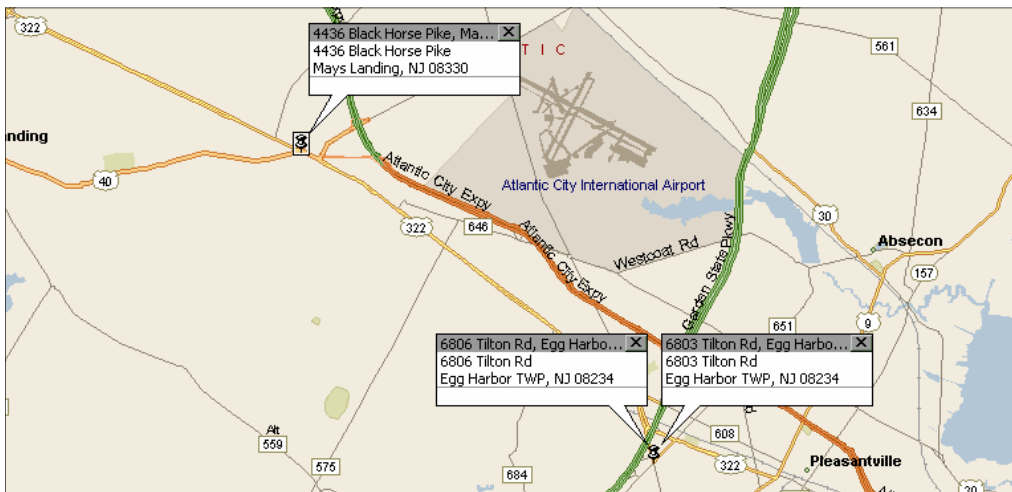 322
4436 Black Horse Pike, Ma...
4436 Black Horse Pike
Mays Landing, NJ 08330
T I C
561
634
anding
40
Atlantic City Expy
Atlantic City International Airport
322
646
Atlantic City Expy
Westcoat Rd
Garden State Pkwy
30
Absecon
157
9
651
6806 Tilton Rd, Egg Harbo...
6806 Tilton Rd
Egg Harbor TWP, NJ 08234
6803 Tilton Rd, Egg Harbo...
6803 Tilton Rd
Egg Harbor TWP, NJ 08234
Alt
559
575
684
608
322
Pleasantville
30